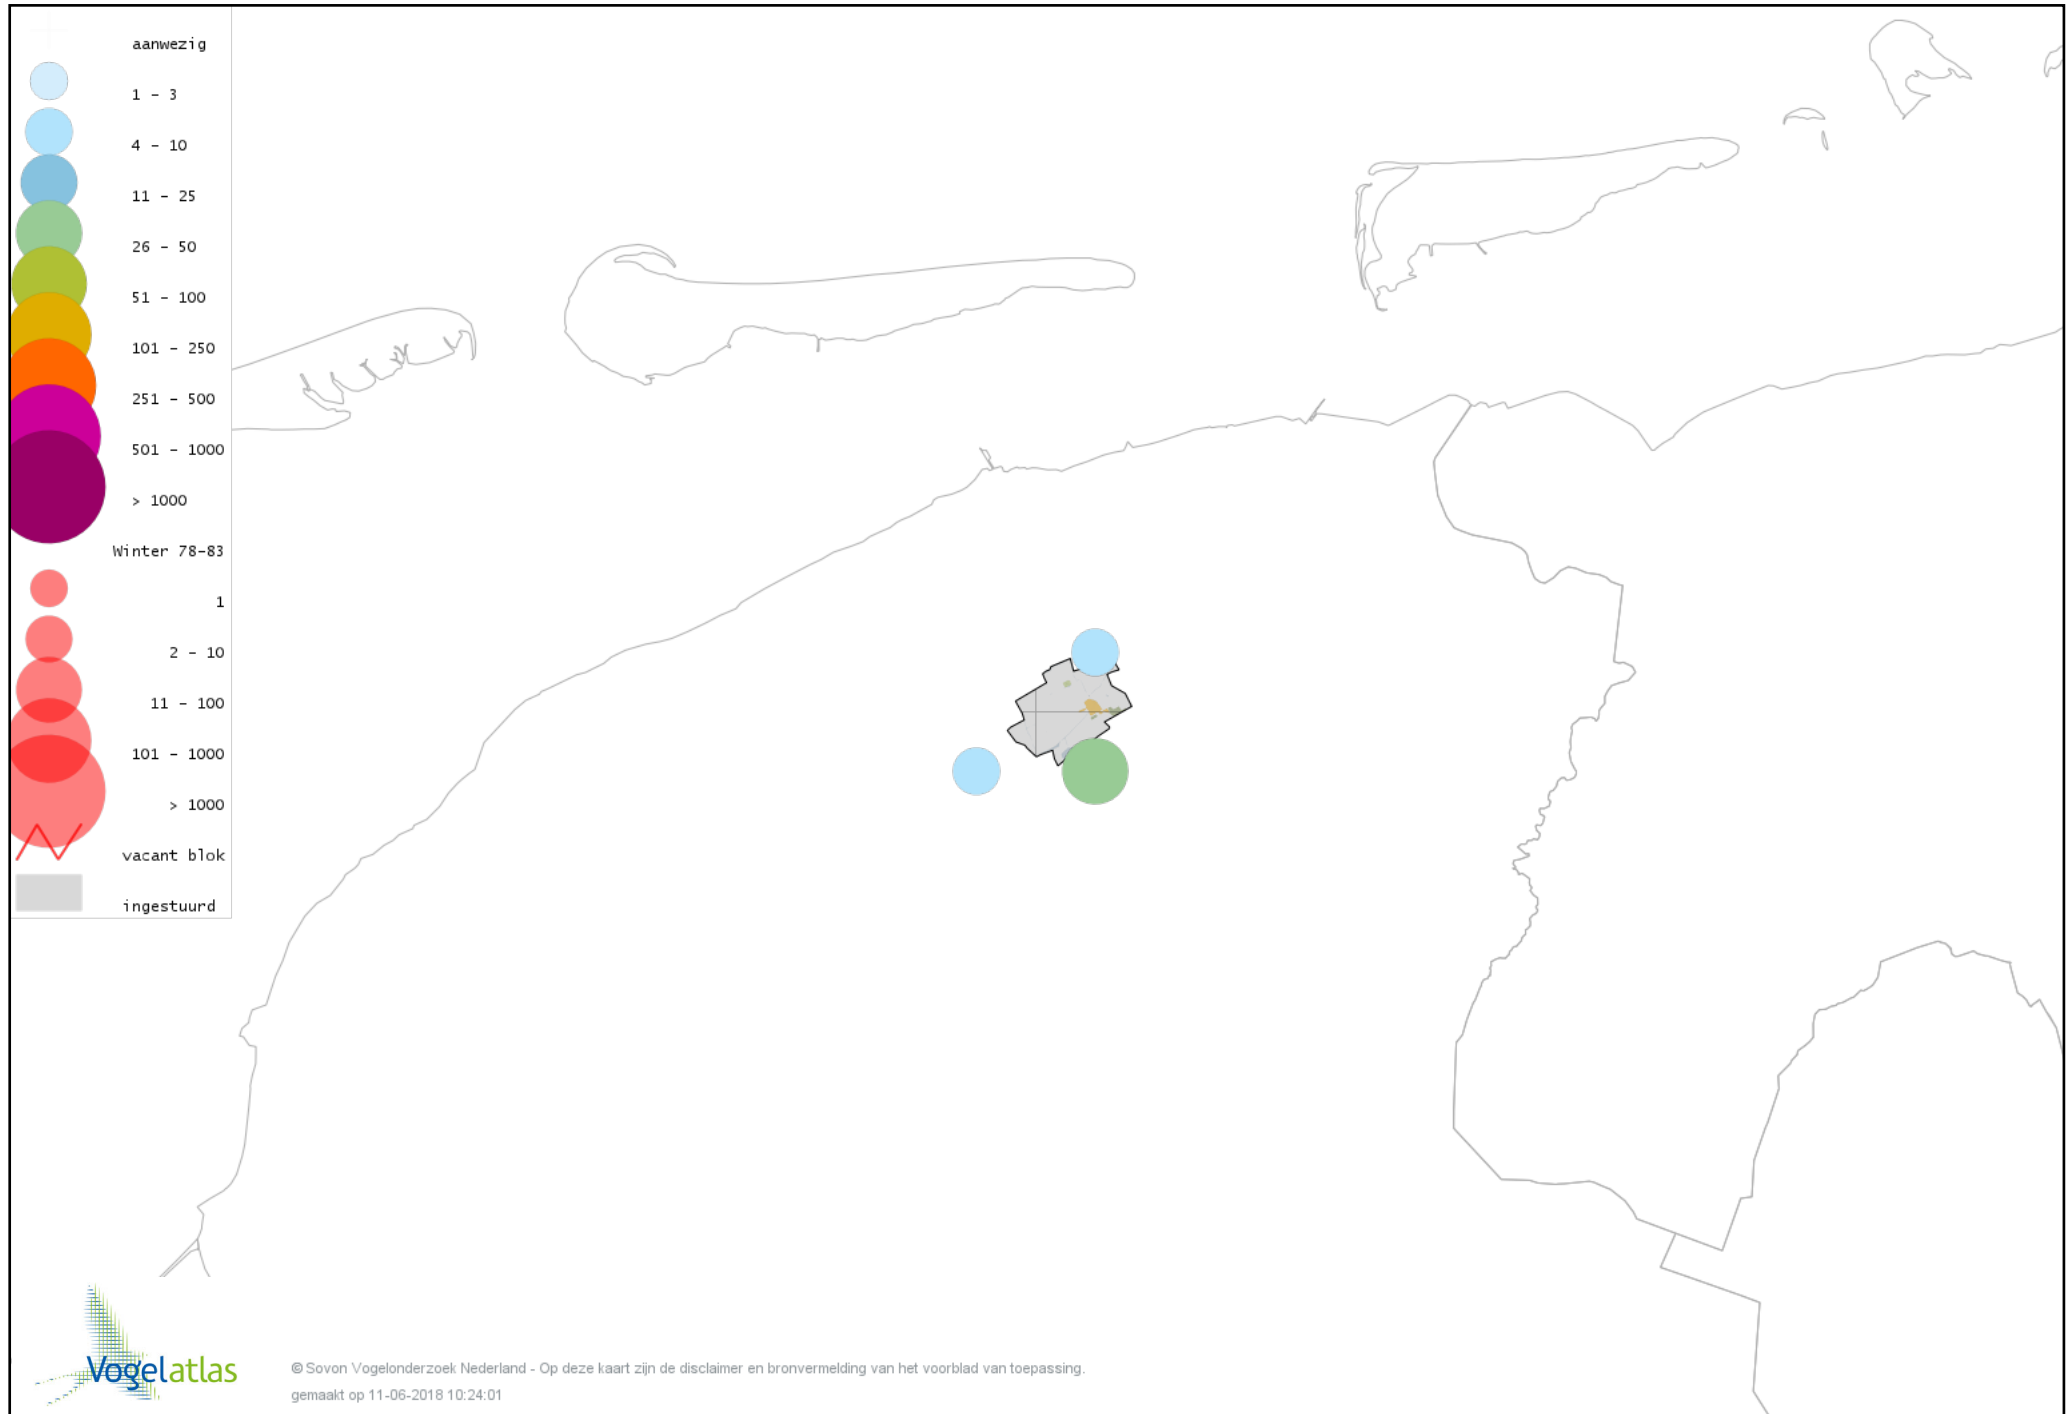 aanwezig
1 - 3
4 - 10
11 - 25
26 - 50
51 - 100
101 - 250
251 - 500
501 - 1000
> 1000
Winter 78-83
1
2 - 10
11 - 100
101 - 1000
> 1000
vacant blok
ingestuurd
Vogelatlas
© Sovon Vogelonderzoek Nederland - Op deze kaart zijn de disclaimer en bronvermelding van het voorblad van toepassing.
gemaakt op 11-06-2018 10:24:01